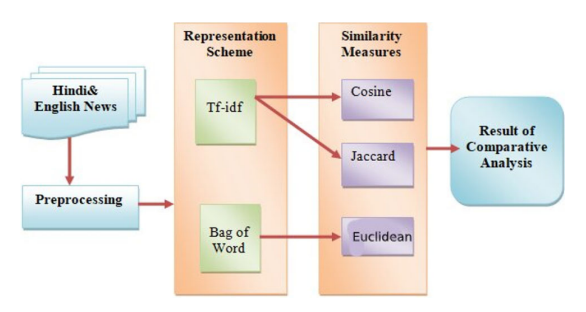 Representation
Scheme
Similarity
Measures
Hindi&
English News
Tf-idf
Cosine
Result of
Comparative
Analysis
Jaccard
Preprocessing
Bag of
Word
Euclidean